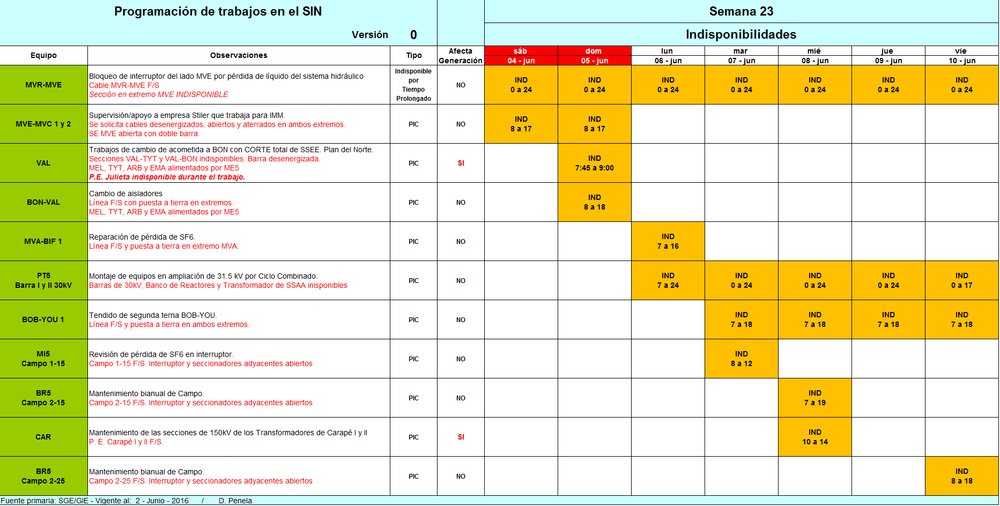 Programación de trabajos en el SIN
Semana 23
Versión 0
Indisponibilidades
Equipo
Observaciones
Tipo
Afecta
Generación
sáb
dom
lun
mar
mié
jue
vie
04 - jun
05 - jun
06 - jun
07 - jun
08 - jun
09 - jun
10 - jun
MVR-MVE
Bloqueo de interruptor del lado MVE por pérdida de líquido del sistema hidráulico
Cable MVR-MVE F/S
Sección en extremo MVE INDISPONIBLE
Indisponible
por
Tiempo
Prolongado
NO
IND
0 a 24
IND
0 a 24
IND
0 a 24
IND
0 a 24
IND
0 a 24
IND
0 a 24
IND
0 a 24
MVE-MVC 1 y 2
Supervisión/apoyo a empresa Stiler que trabaja para IMM.
Se solicita cables desenergizados, abiertos y aterrados en ambos extremos.
SE MVE abierta con doble barra.
PIC
NO
IND
8 a 17
IND
8 a 17
VAL
Trabajos de cambio de acometida a BON con CORTE total de SSEE. Plan del Norte.
Secciones VAL-TYT y VAL-BON indisponibles. Barra desenergizada.
MEL, TYT, ARB y EMA alimentados por ME5
P.E. Julieta indisponible durante el trabajo.
PIC
SI
IND
7:45 a 9:00
BON-VAL
Cambio de aisladores
Línea F/S con puesta a tierra en extremos.
MEL, TYT, ARB y EMA alimentados por ME5
PIC
NO
IND
8 a 18
MVA-BIF 1
Reparación de pérdida de SF6.
Línea F/S y puesta a tierra en extremo MVA.
PIC
NO
IND
7 a 16
PT5
Barra I y II 30kV
Montaje de equipos en ampliación de 31.5 kV por Ciclo Combinado.
Barras de 30kV, Banco de Reactores y Transformador de SSAA inisponibles
PIC
NO
IND
7 a 24
IND
0 a 24
IND
0 a 24
IND
0 a 24
IND
0 a 17
BOB-YOU 1
Tendido de segunda terna BOB-YOU.
Línea F/S y puesta a tierra en ambos extremos.
PIC
NO
IND
7 a 18
IND
7 a 18
IND
7 a 18
IND
7 a 18
MI5
Campo 1-15
Revisión de pérdida de SF6 en interruptor.
Campo 1-15 F/S. Interruptor y seccionadores adyacentes abiertos
PIC
NO
IND
8 a 12
BR5
Campo 2-15
Mantenimiento bianual de Campo.
Campo 2-15 F/S. Interruptor y seccionadores adyacentes abiertos
PIC
NO
IND
7 a 19
CAR
Mantenimiento de las secciones de 150kV de los Transformadores de Carapé I y II
P. E. Carapé I y II F/S.
PIC
SI
IND
10 a 14
BR5
Campo 2-25
Mantenimiento bianual de Campo.
Campo 2-25 F/S. Interruptor y seccionadores adyacentes abiertos
PIC
NO
IND
8 a 18
Fuente primaria: SGE/GIE - Vigente al: 2 - Junio - 2016 / D. Penela